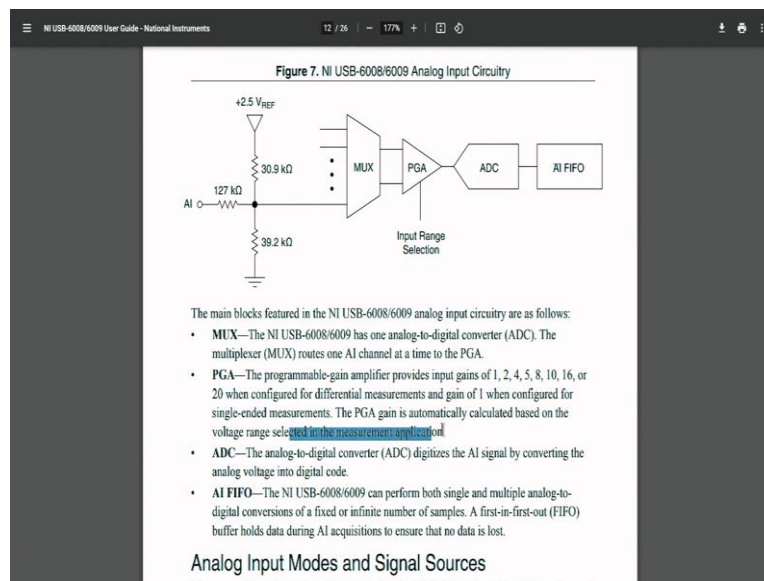 NI USB-6008/6009 User Guide - National Instruments
12 / 26
177%
Figure 7. NI USB-6008/6009 Analog Input Circuitry
+2.5 VREF
30.9 kΩ
MUX
PGA
ADC
AI FIFO
127 kΩ
AI
39.2 kΩ
Input Range
Selection
The main blocks featured in the NI USB-6008/6009 analog input circuitry are as follows:
• MUX—The NI USB-6008/6009 has one analog-to-digital converter (ADC). The
multiplexer (MUX) routes one AI channel at a time to the PGA.
• PGA—The programmable-gain amplifier provides input gains of 1, 2, 4, 5, 8, 10, 16, or
20 when configured for differential measurements and gain of 1 when configured for
single-ended measurements. The PGA gain is automatically calculated based on the
voltage range selected in the measurement application.
• ADC—The analog-to-digital converter (ADC) digitizes the AI signal by converting the
analog voltage into digital code.
• AI FIFO—The NI USB-6008/6009 can perform both single and multiple analog-to-
digital conversions of a fixed or infinite number of samples. A first-in-first-out (FIFO)
buffer holds data during AI acquisitions to ensure that no data is lost.
Analog Input Modes and Signal Sources